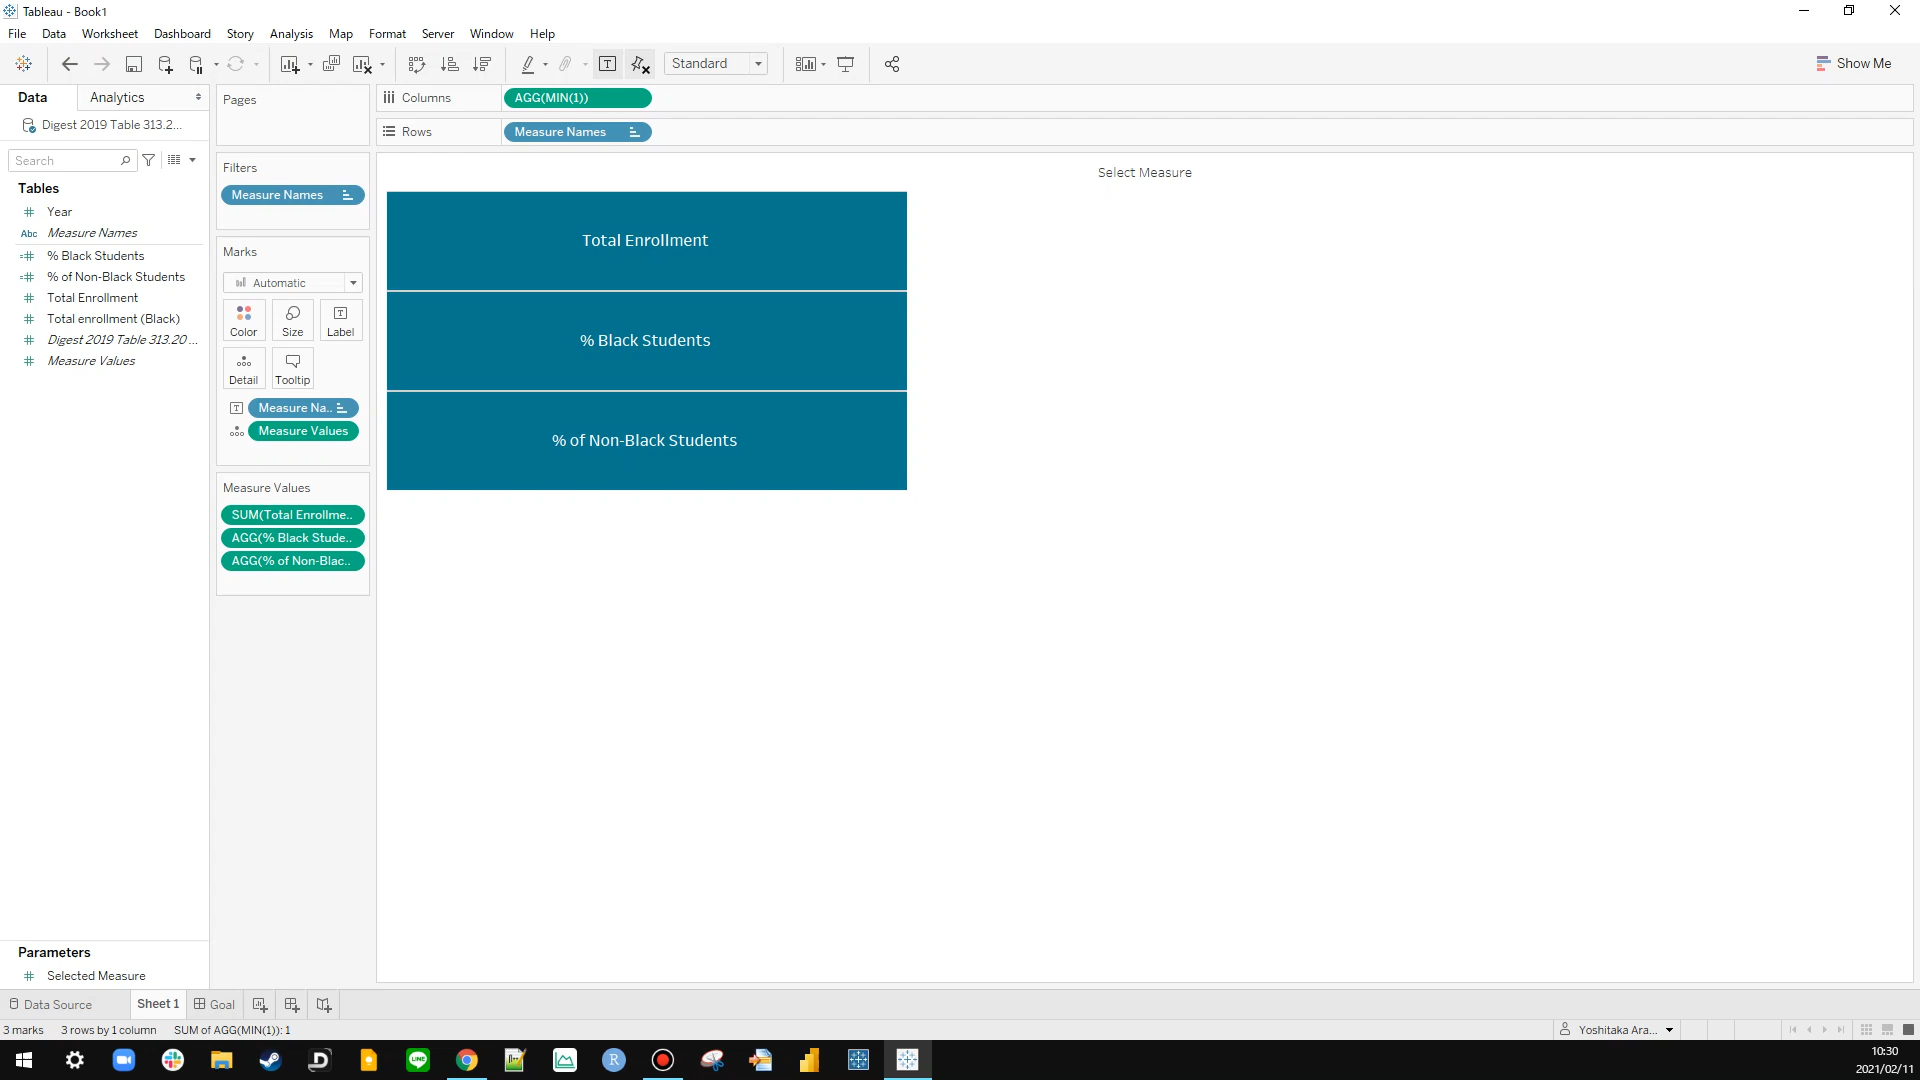 Tableau - Book1
File Data Worksheet Dashboard Story Analysis Map Format Server Window Help
Standard
Show Me
Data Analytics
Digest 2019 Table 313.2...
Search
Tables
Year
Abc Measure Names
% Black Students
% of Non-Black Students
Total Enrollment
Total enrollment (Black)
Digest 2019 Table 313.20 ...
Measure Values
Parameters
Selected Measure
Pages
Filters
Measure Names
Marks
Automatic
Color Size Label
Detail Tooltip
Measure Na..
Measure Values
Measure Values
SUM(Total Enrollme..
AGG(% Black Stude..
AGG(% of Non-Blac..
Columns AGG(MIN(1))
Rows Measure Names
Select Measure
Total Enrollment
% Black Students
% of Non-Black Students
Data Source Sheet 1 Goal
3 marks 3 rows by 1 column SUM of AGG(MIN(1)): 1
Yoshitaka Ara...
LINE
R
10:30
2021/02/11